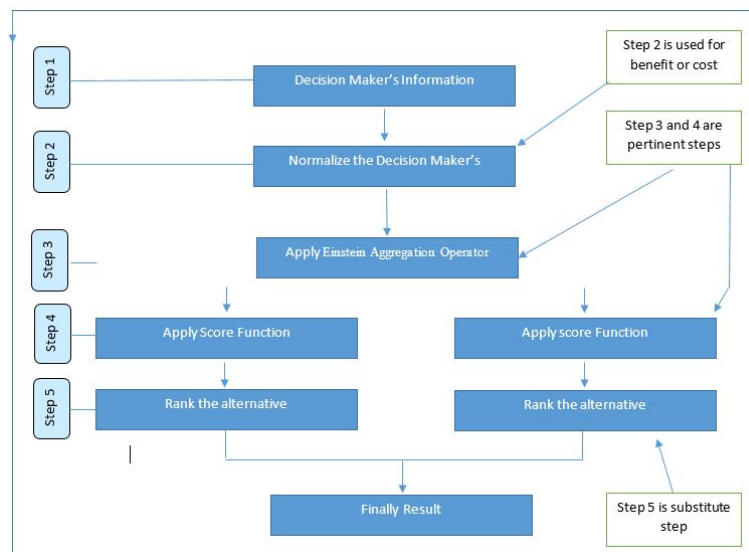 Step 1
Decision Maker's Information
Step 2 is used for
benefit or cost
Step 2
Normalize the Decision Maker's
Step 3 and 4 are
pertinent steps
Step 3
Apply Einstein Aggregation Operator
Step 4
Apply Score Function
Apply score Function
Step 5
Rank the alternative
Rank the alternative
Finally Result
Step 5 is substitute
step